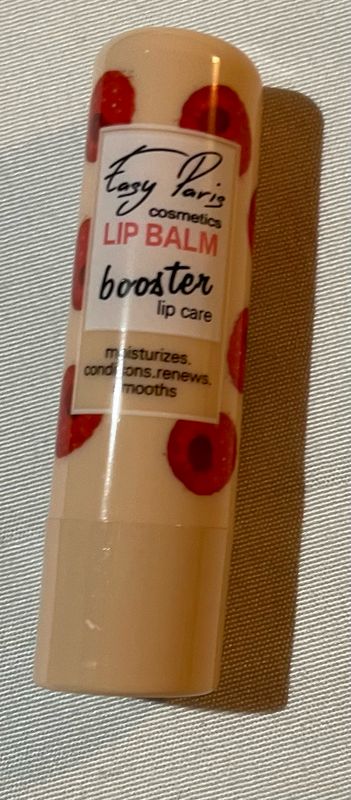 Easy Paris
cosmetics
LIP BALM
booster
lip care
moisturizes.
conditions.renews.
smooths